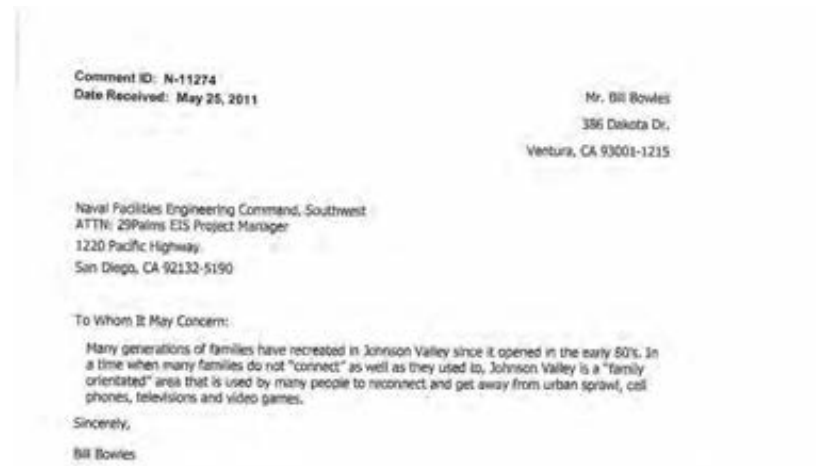 Comment ID: N-11274
Date Received: May 25, 2011
Mr. Bill Bowles
386 Dakota Dr.
Ventura, CA 93001-1215
Naval Facilities Engineering Command, Southwest
ATTN: 29Palms EIS Project Manager
1220 Pacific Highway
San Diego, CA 92132-5190
To Whom It May Concern:
Many generations of families have recreated in Johnson Valley since it opened in the early 80's. In
a time when many families do not "connect" as well as they used to, Johnson Valley is a "family
orientated" area that is used by many people to reconnect and get away from urban sprawl, cell
phones, televisions and video games.
Sincerely,
Bill Bowles